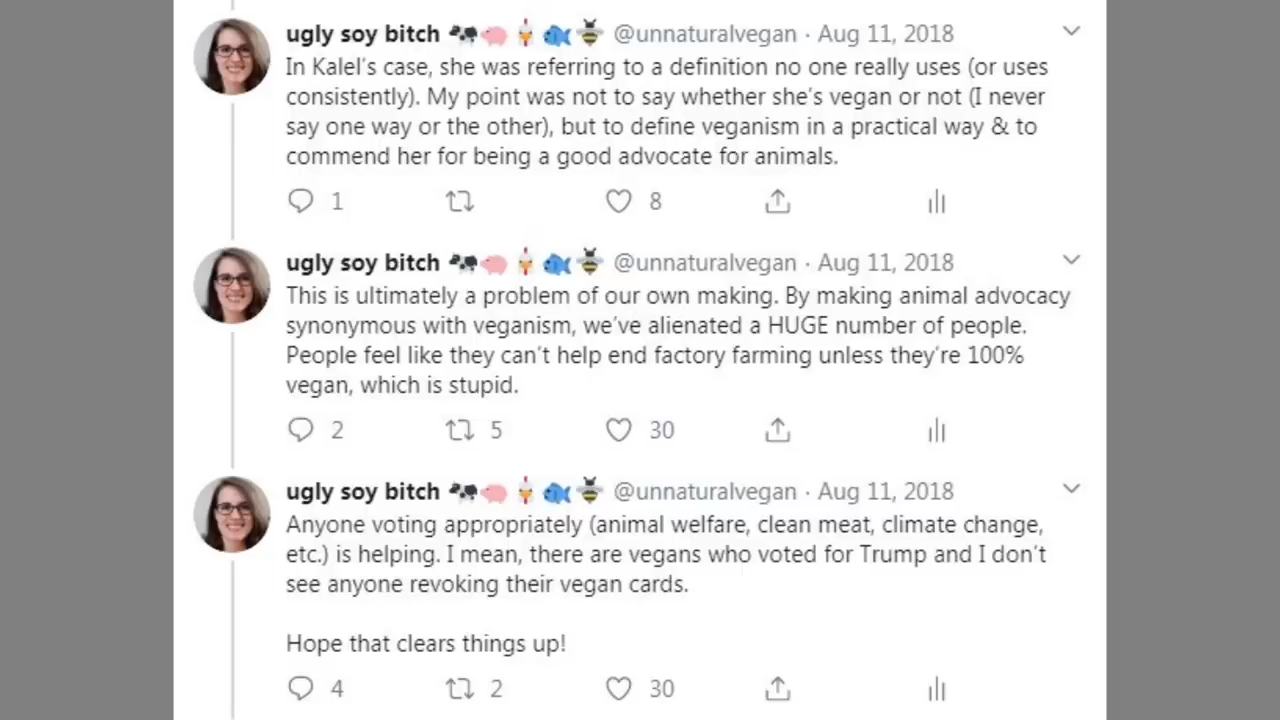 ugly soy bitch 🐄🐖🐓🐟🐝 @unnaturalvegan · Aug 11, 2018
In Kalel's case, she was referring to a definition no one really uses (or uses
consistently). My point was not to say whether she's vegan or not (I never
say one way or the other), but to define veganism in a practical way & to
commend her for being a good advocate for animals.
1 8
ugly soy bitch 🐄🐖🐓🐟🐝 @unnaturalvegan · Aug 11, 2018
This is ultimately a problem of our own making. By making animal advocacy
synonymous with veganism, we've alienated a HUGE number of people.
People feel like they can't help end factory farming unless they're 100%
vegan, which is stupid.
2 5 30
ugly soy bitch 🐄🐖🐓🐟🐝 @unnaturalvegan · Aug 11, 2018
Anyone voting appropriately (animal welfare, clean meat, climate change,
etc.) is helping. I mean, there are vegans who voted for Trump and I don't
see anyone revoking their vegan cards.
Hope that clears things up!
4 2 30